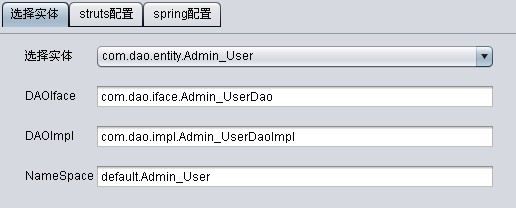 选择实体 struts配置 spring配置
选择实体 com.dao.entity.Admin_User
DAOIface com.dao.iface.Admin_UserDao
DAOImpl com.dao.impl.Admin_UserDaoImpl
NameSpace default.Admin_User